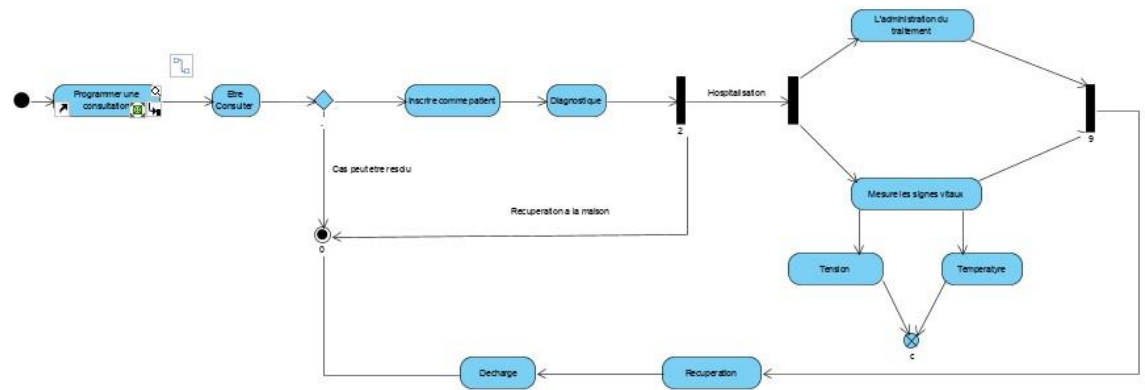 L'administration du
traitement
Programmer une
consultation
Etre
Consulter
Inscrire comme patient
Diagnostique
Hospitalisation
2
9
Cas peut etre resolu
Mesure les signes vitaux
Recuperation a la maison
0
Tension
Temperatyre
c
Decharge
Recuperation